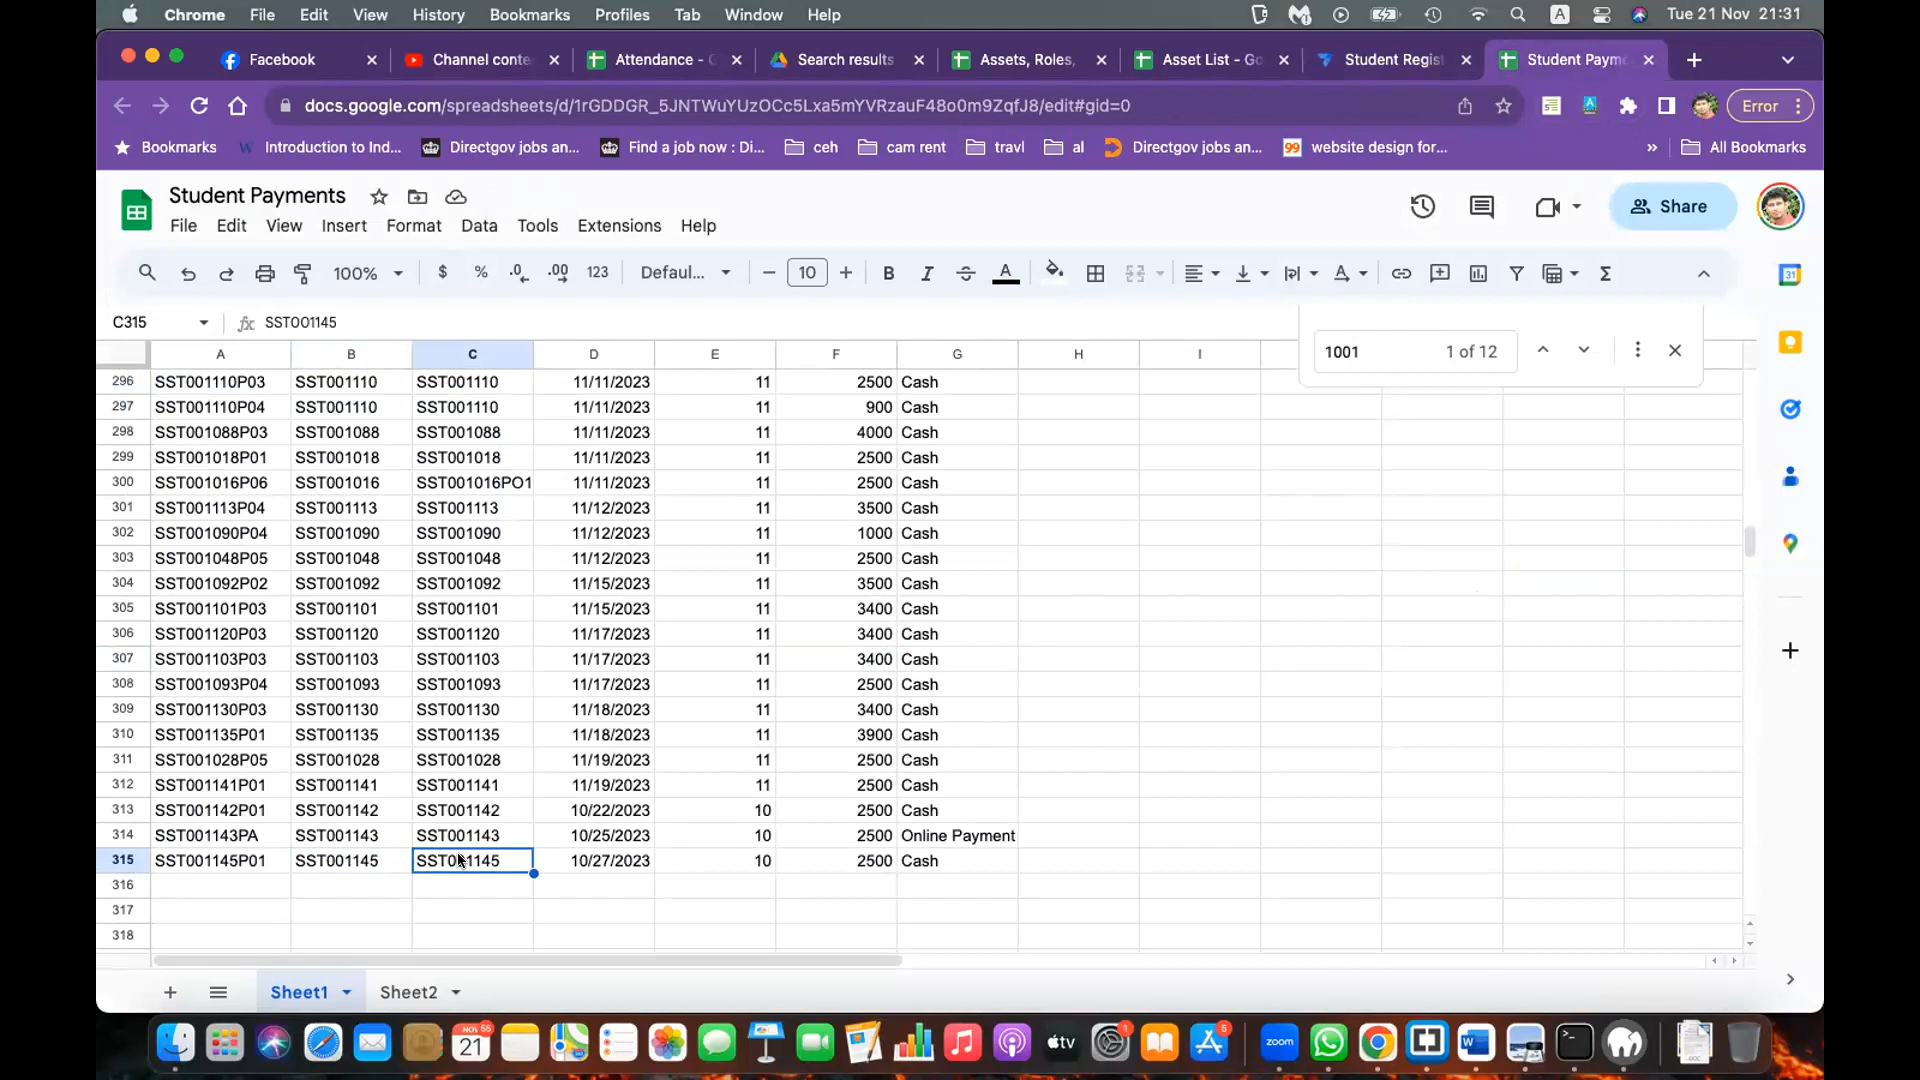 Chrome File Edit View History Bookmarks Profiles Tab Window Help Tue 21 Nov 21:31
Facebook Channel conte Attendance - G Search results Assets, Roles, Asset List - Go Student Regis Student Paym
docs.google.com/spreadsheets/d/1rGDDGR_5JNTWuYUzOCc5Lxa5mYVRzauF48o0m9ZqfJ8/edit#gid=0 Error
Bookmarks Introduction to Ind... Directgov jobs an... Find a job now : Di... ceh cam rent travl al Directgov jobs an... 99 website design for... » All Bookmarks
Student Payments
Share
File Edit View Insert Format Data Tools Extensions Help
100% $ % .0 .00 123 Defaul... 10 B I A
C315 fx SST001145
1001 1 of 12
A B C D E F G H I
296 SST001110P03 SST001110 SST001110 11/11/2023 11 2500 Cash
297 SST001110P04 SST001110 SST001110 11/11/2023 11 900 Cash
298 SST001088P03 SST001088 SST001088 11/11/2023 11 4000 Cash
299 SST001018P01 SST001018 SST001018 11/11/2023 11 2500 Cash
300 SST001016P06 SST001016 SST001016PO1 11/11/2023 11 2500 Cash
301 SST001113P04 SST001113 SST001113 11/12/2023 11 3500 Cash
302 SST001090P04 SST001090 SST001090 11/12/2023 11 1000 Cash
303 SST001048P05 SST001048 SST001048 11/12/2023 11 2500 Cash
304 SST001092P02 SST001092 SST001092 11/15/2023 11 3500 Cash
305 SST001101P03 SST001101 SST001101 11/15/2023 11 3400 Cash
306 SST001120P03 SST001120 SST001120 11/17/2023 11 3400 Cash
307 SST001103P03 SST001103 SST001103 11/17/2023 11 3400 Cash
308 SST001093P04 SST001093 SST001093 11/17/2023 11 2500 Cash
309 SST001130P03 SST001130 SST001130 11/18/2023 11 3400 Cash
310 SST001135P01 SST001135 SST001135 11/18/2023 11 3900 Cash
311 SST001028P05 SST001028 SST001028 11/19/2023 11 2500 Cash
312 SST001141P01 SST001141 SST001141 11/19/2023 11 2500 Cash
313 SST001142P01 SST001142 SST001142 10/22/2023 10 2500 Cash
314 SST001143PA SST001143 SST001143 10/25/2023 10 2500 Online Payment
315 SST001145P01 SST001145 SST001145 10/27/2023 10 2500 Cash
316
317
318
Sheet1 Sheet2
NOV 21 tv zoom 1 5